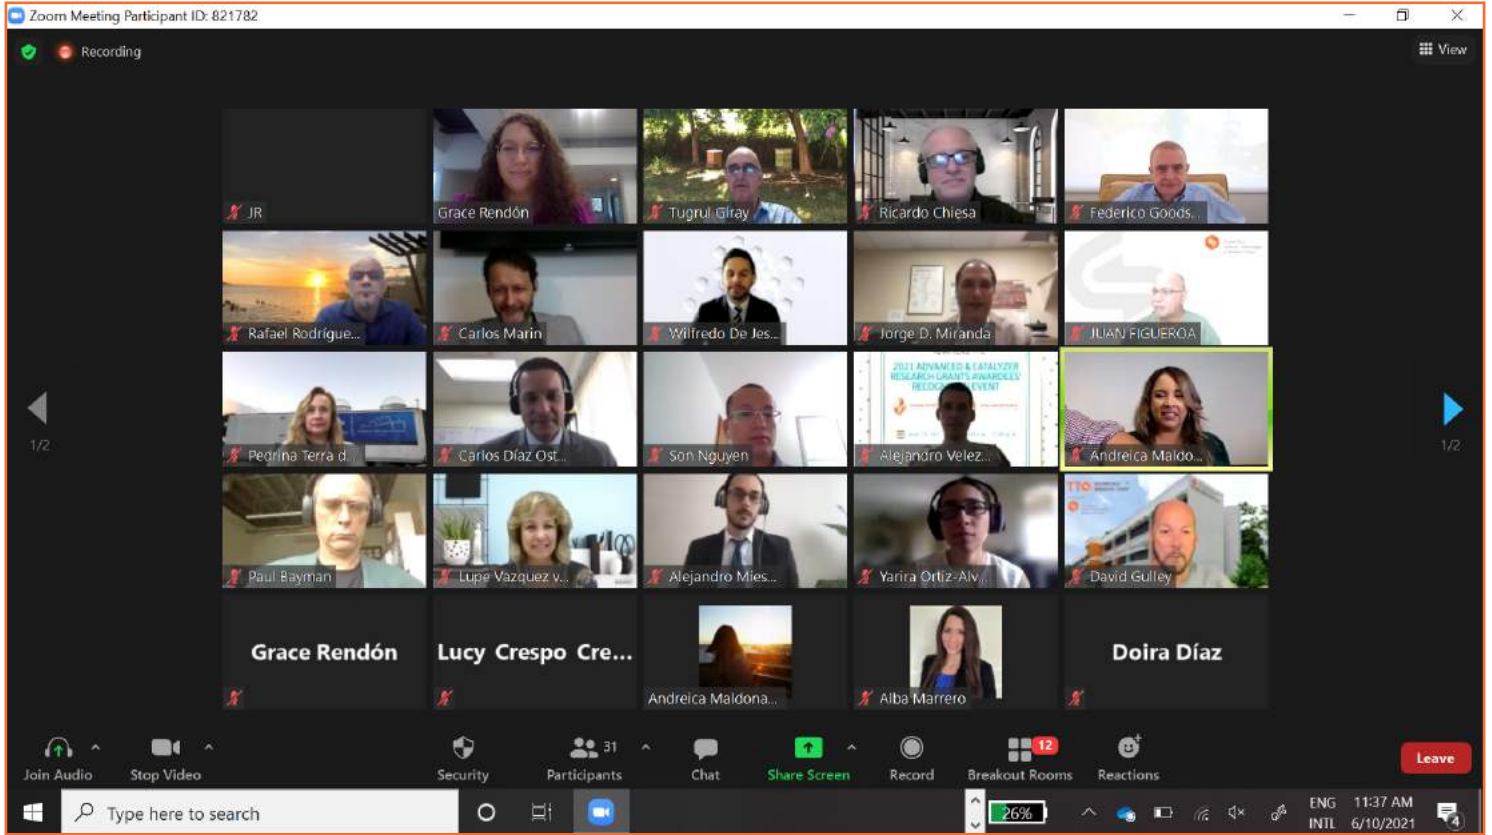 Zoom Meeting Participant ID: 821782
Recording
View
JR
Grace Rendón
Tugrul Giray
Ricardo Chiesa
Federico Goods...
Rafael Rodrígue...
Carlos Marin
Wilfredo De Jes...
Jorge D. Miranda
JUAN FIGUEROA
2021 ADVANCED & CATALYZER
RESEARCH GRANTS AWARDEES'
EVENT
Pedrina Terra d...
Carlos Díaz Ost...
Son Nguyen
Alejandro Velez...
Andreica Maldo...
1/2
1/2
TTO
Paul Bayman
Lupe Vazquez v...
Alejandro Mies...
Yarira Ortiz-Alv...
David Gulley
Grace Rendón
Lucy Crespo Cre...
Andreica Maldona...
Alba Marrero
Doira Díaz
Join Audio
Stop Video
Security
31
Participants
Chat
Share Screen
Record
12
Breakout Rooms
Reactions
Leave
Type here to search
26%
ENG
INTL
11:37 AM
6/10/2021
4